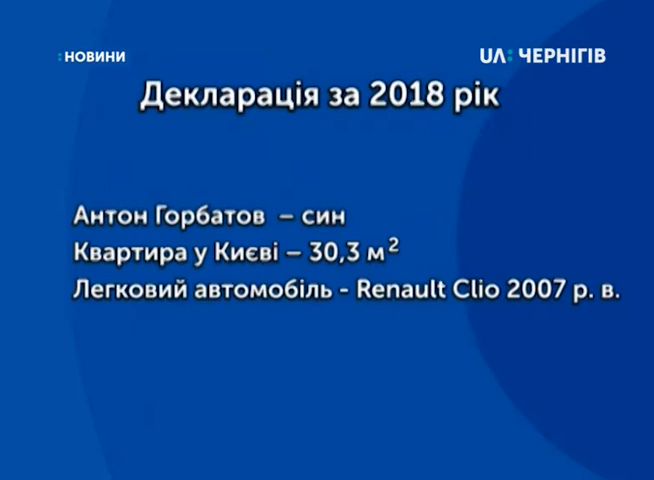 :НОВИНИ
UA: ЧЕРНІГІВ
Декларація за 2018 рік
Антон Горбатов – син
Квартира у Києві – 30,3 м²
Легковий автомобіль - Renault Clio 2007 р. в.